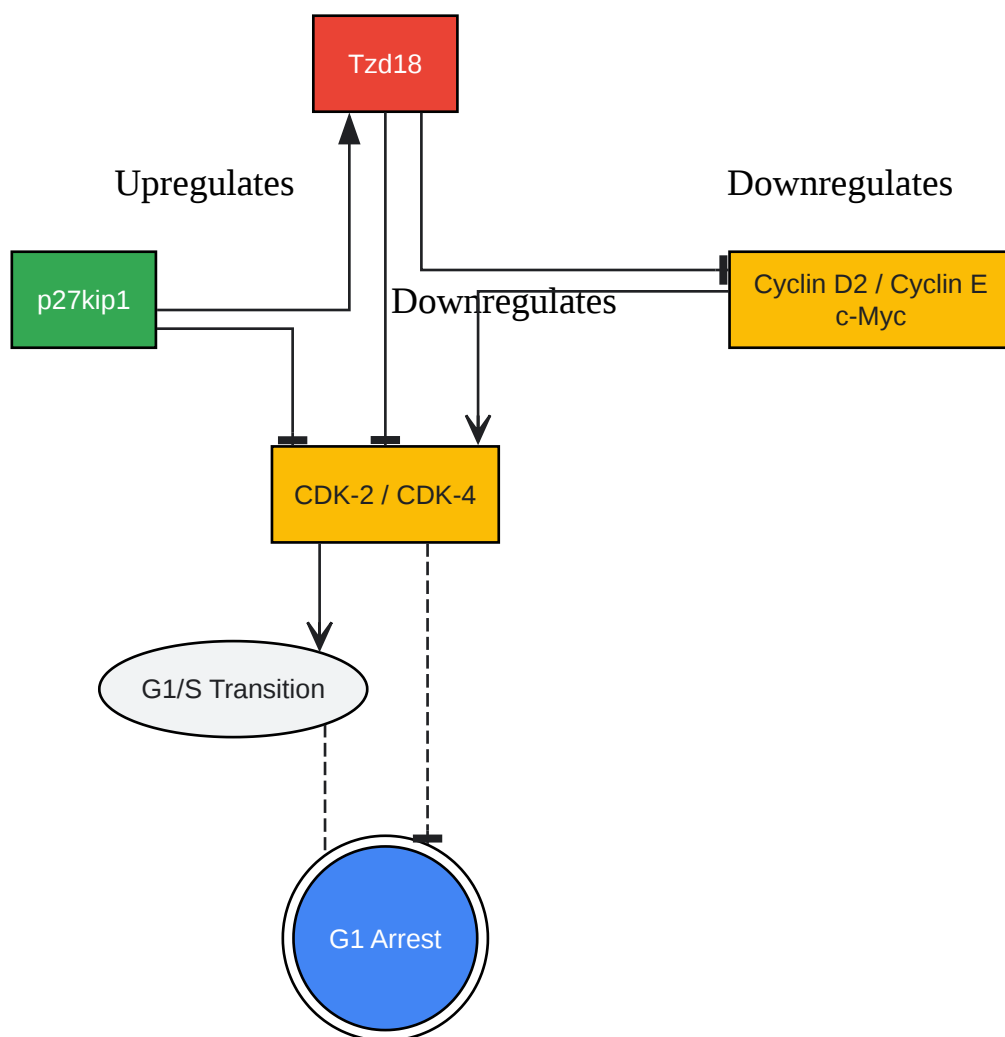 Tzd18
Upregulates
Downregulates
p27kip1
Downregulates
Cyclin D2 / Cyclin E
c-Myc
CDK-2 / CDK-4
G1/S Transition
G1 Arrest